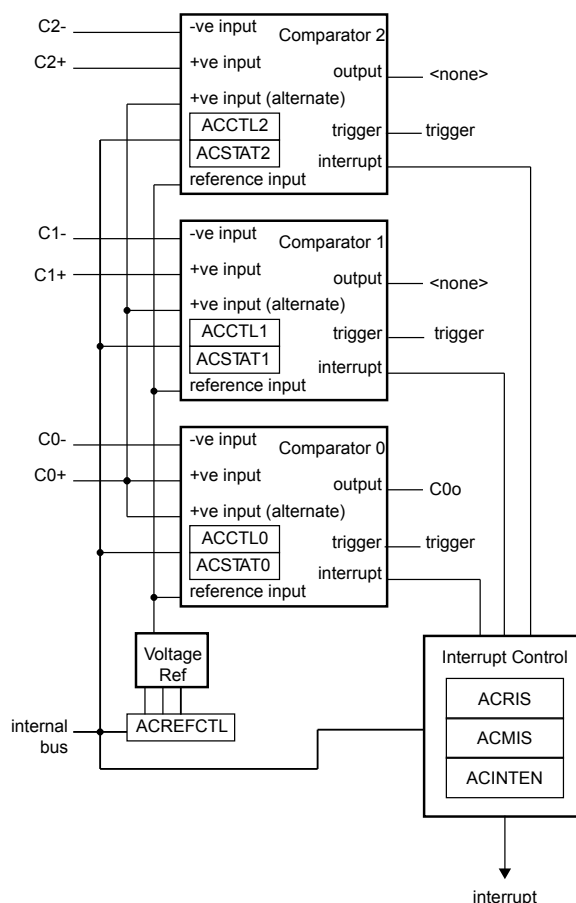 C2-
-ve input
Comparator 2
C2+
+ve input
output
<none>
+ve input (alternate)
ACCTL2
trigger
trigger
ACSTAT2
interrupt
reference input
C1-
-ve input
Comparator 1
C1+
+ve input
output
<none>
+ve input (alternate)
ACCTL1
trigger
trigger
ACSTAT1
interrupt
reference input
C0-
-ve input
Comparator 0
C0+
+ve input
output
C0o
+ve input (alternate)
ACCTL0
trigger
trigger
ACSTAT0
interrupt
reference input
Voltage
Ref
Interrupt Control
ACRIS
internal
bus
ACREFCTL
ACMIS
ACINTEN
interrupt